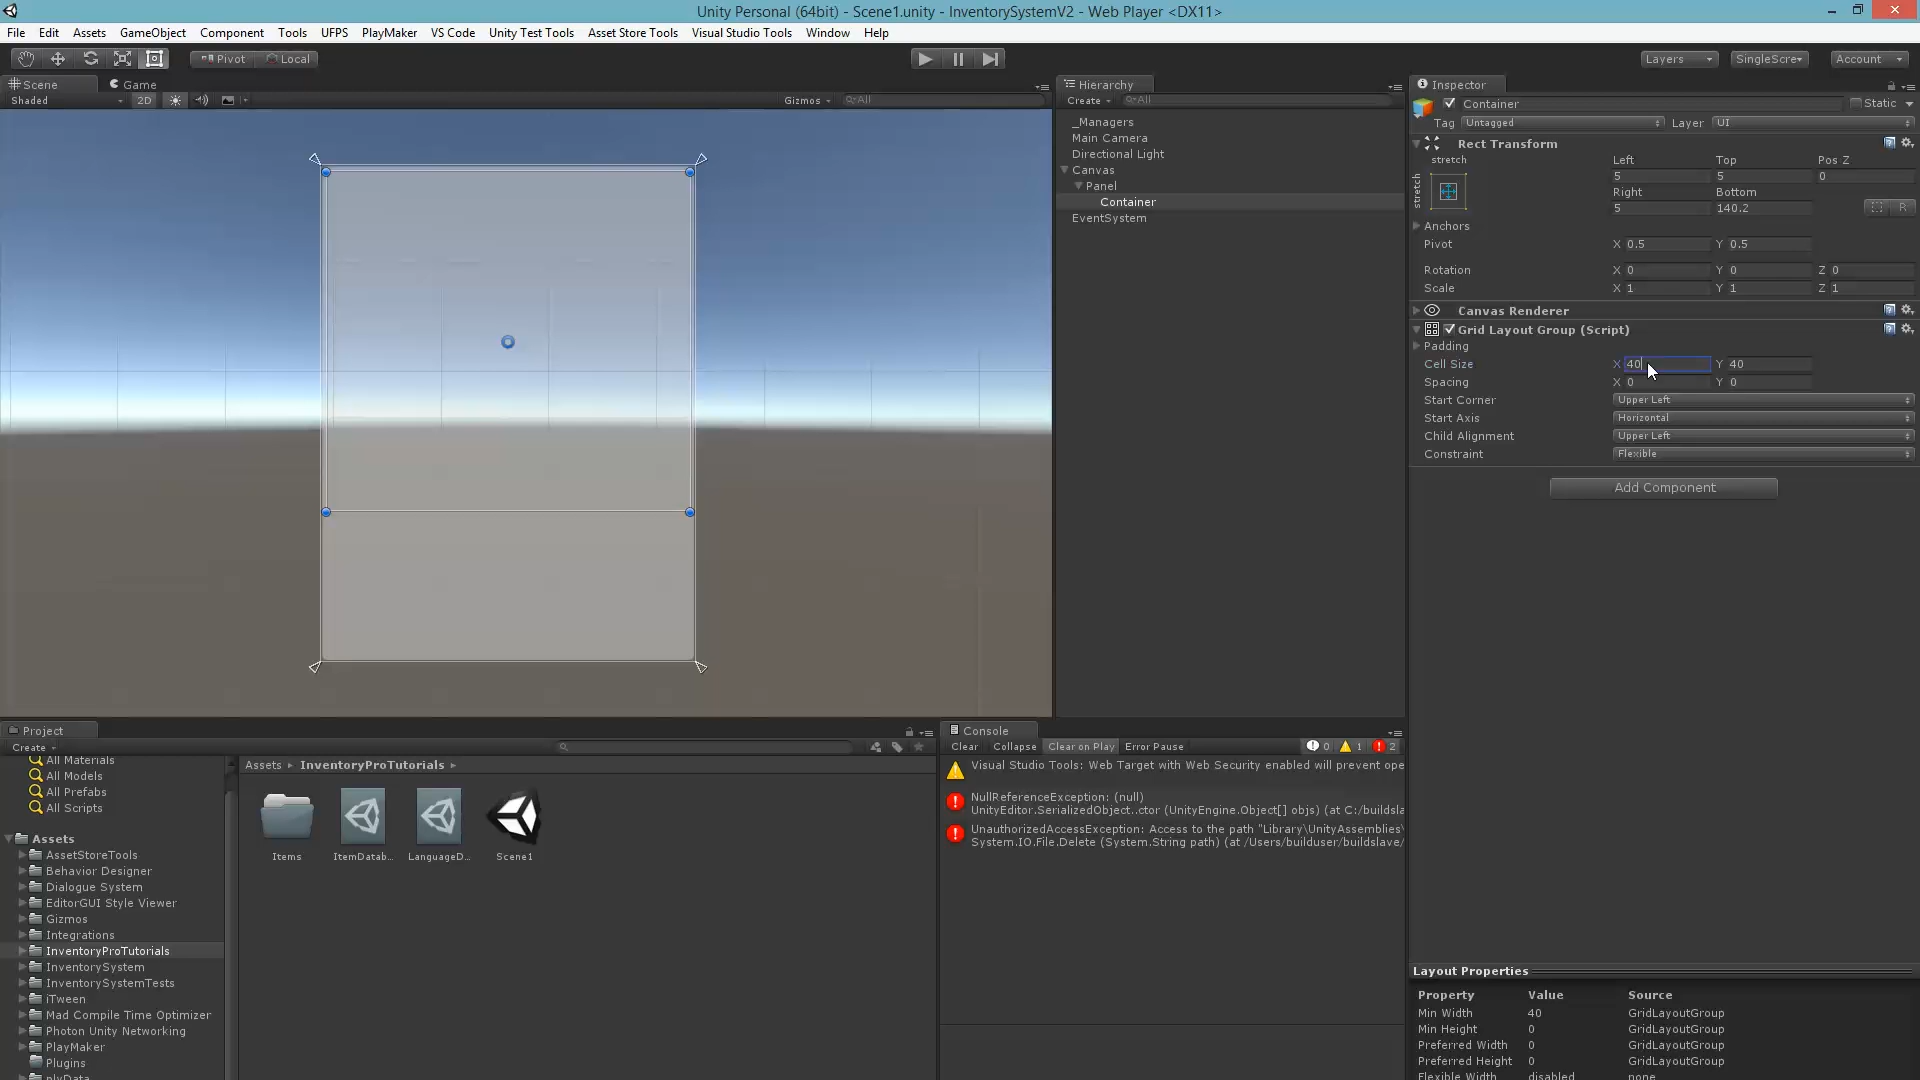 Unity Personal (64bit) - Scene1.unity - InventorySystemV2 - Web Player <DX11>
File Edit Assets GameObject Component Tools UFPS PlayMaker VS Code Unity Test Tools Asset Store Tools Visual Studio Tools Window Help
Pivot Local Layers SingleScre Account
Scene Game
Shaded 2D Gizmos All
Hierarchy
Create All
_Managers
Main Camera
Directional Light
Canvas
Panel
Container
EventSystem
Inspector
Container Static
Tag Untagged Layer UI
Rect Transform
stretch Left Top Pos Z
stretch 5 5 0
Right Bottom
5 140.2 R
Anchors
Pivot X 0.5 Y 0.5
Rotation X 0 Y 0 Z 0
Scale X 1 Y 1 Z 1
Canvas Renderer
Grid Layout Group (Script)
Padding
Cell Size X 40 Y 40
Spacing X 0 Y 0
Start Corner Upper Left
Start Axis Horizontal
Child Alignment Upper Left
Constraint Flexible
Add Component
Layout Properties
Property Value Source
Min Width 40 GridLayoutGroup
Min Height 0 GridLayoutGroup
Preferred Width 0 GridLayoutGroup
Preferred Height 0 GridLayoutGroup
Flexible Width disabled none
Project
Create
All Materials
All Models
All Prefabs
All Scripts
Assets
AssetStoreTools
Behavior Designer
Dialogue System
EditorGUI Style Viewer
Gizmos
Integrations
InventoryProTutorials
InventorySystem
InventorySystemTests
iTween
Mad Compile Time Optimizer
Photon Unity Networking
PlayMaker
Plugins
plyData
Assets InventoryProTutorials
Items ItemDatab... LanguageD... Scene1
Console
Clear Collapse Clear on Play Error Pause 0 1 2
Visual Studio Tools: Web Target with Web Security enabled will prevent ope
NullReferenceException: (null)
UnityEditor.SerializedObject..ctor (UnityEngine.Object[] objs) (at C:/buildsla
UnauthorizedAccessException: Access to the path "Library\UnityAssemblies\
System.IO.File.Delete (System.String path) (at /Users/builduser/buildslave/